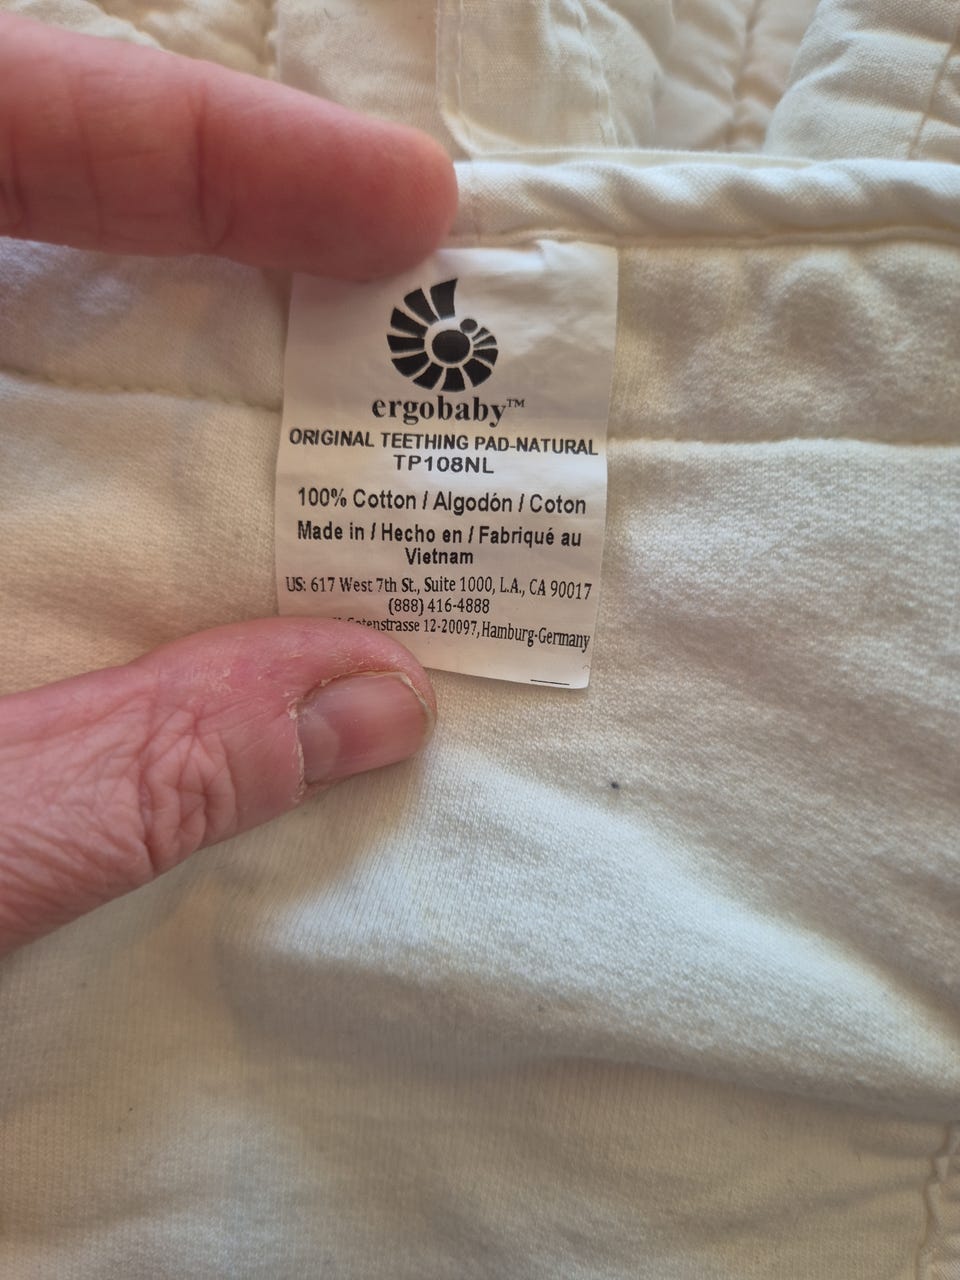 ergobaby™
ORIGINAL TEETHING PAD-NATURAL
TP108NL
100% Cotton / Algodón / Coton
Made in / Hecho en / Fabriqué au
Vietnam
US: 617 West 7th St., Suite 1000, L.A., CA 90017
(888) 416-4888
12-20097, Hamburg-Germany